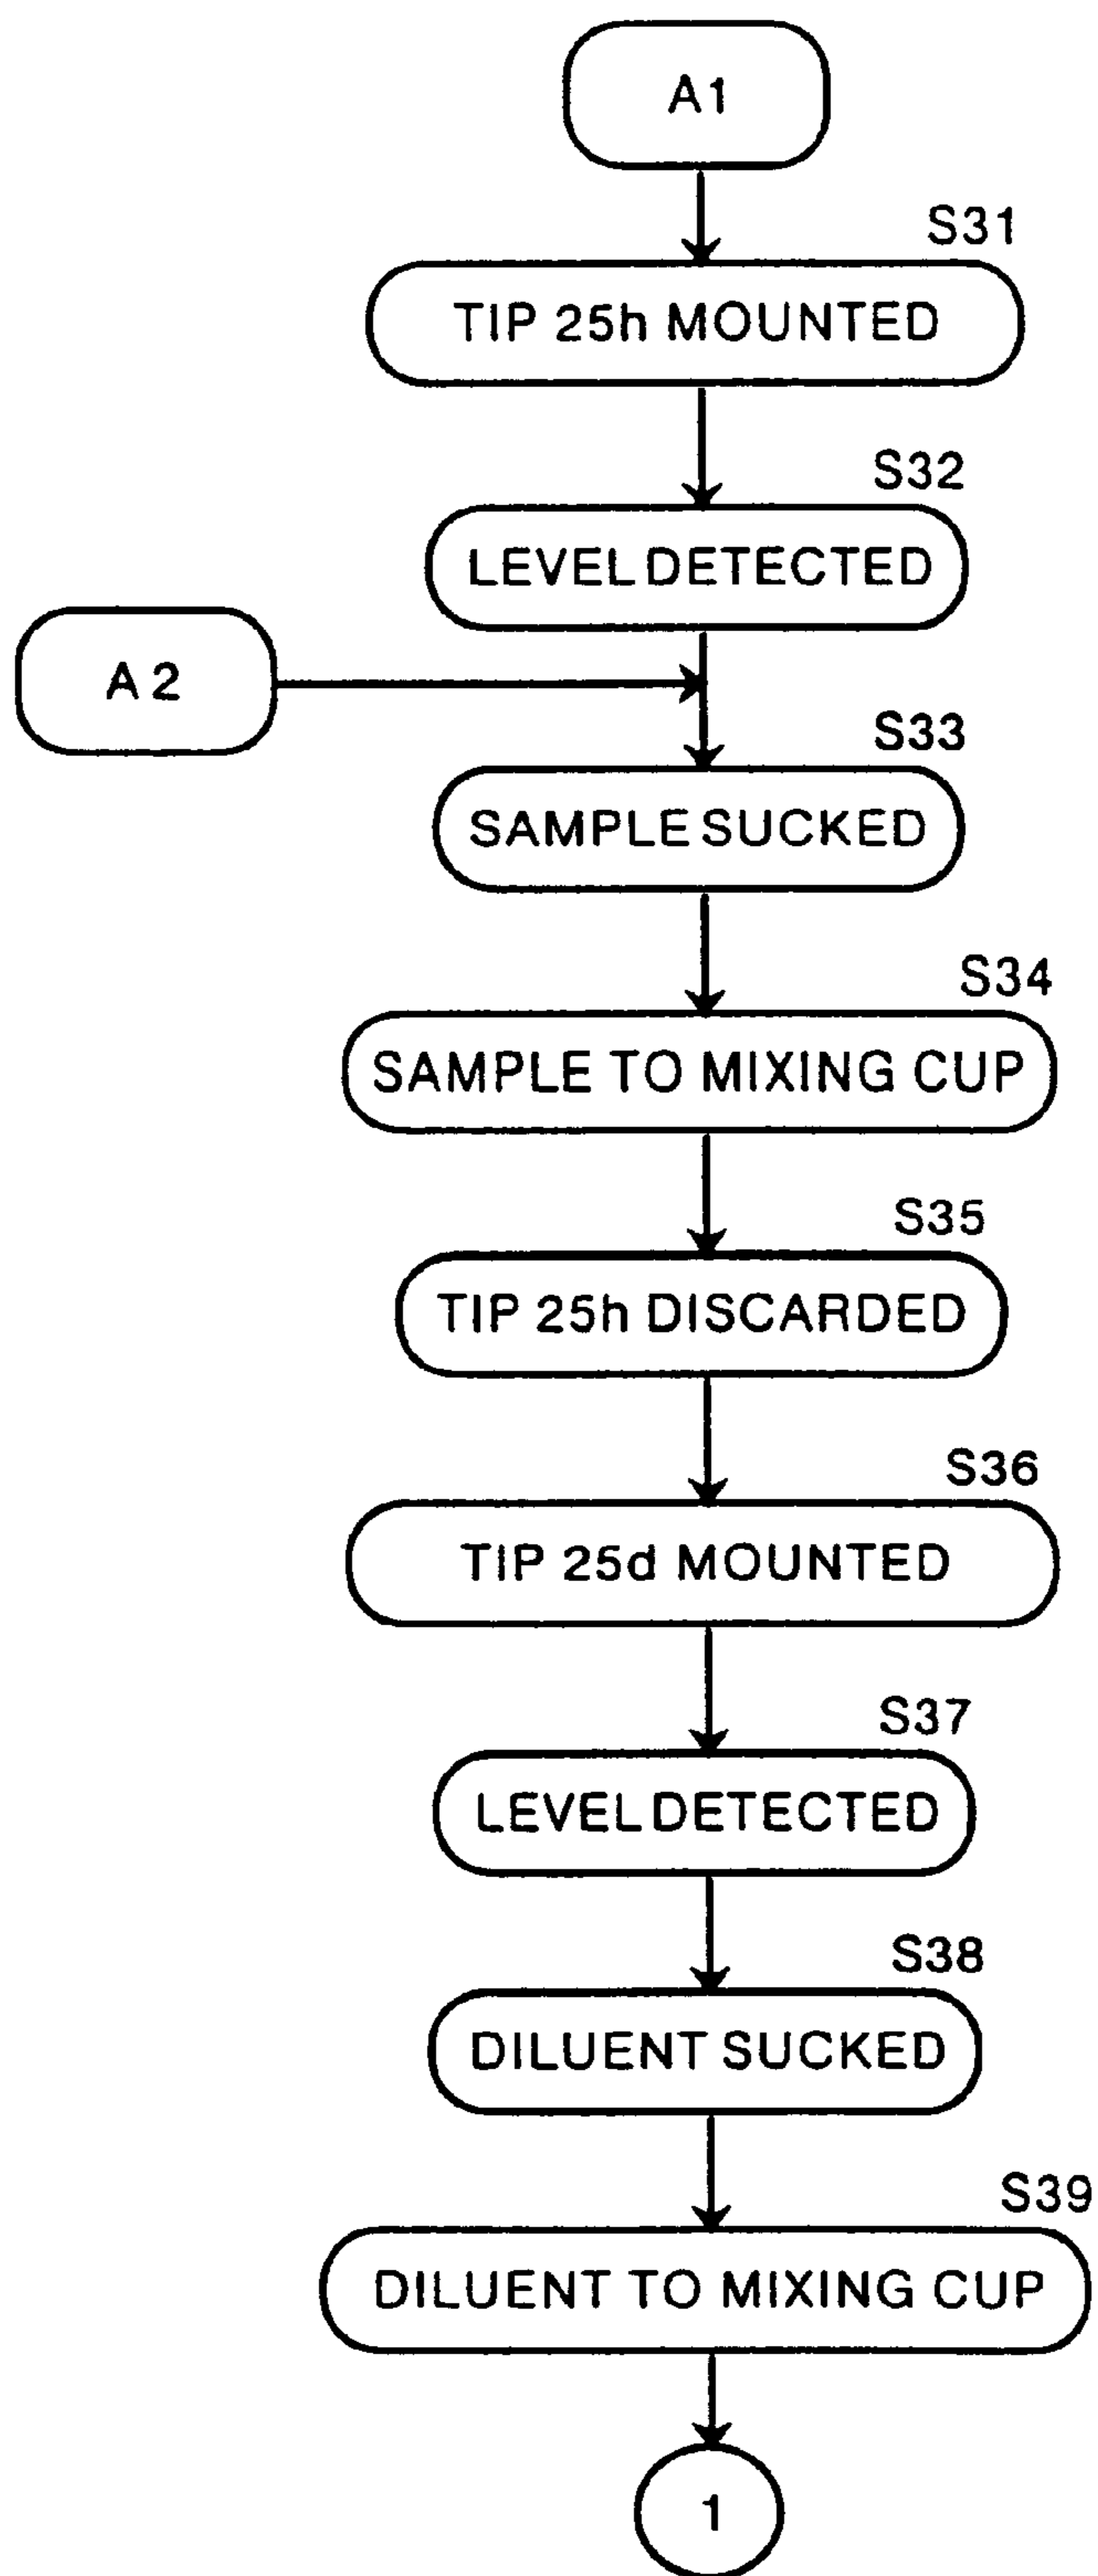 A1
S31
TIP 25h MOUNTED
S32
LEVEL DETECTED
A 2
S33
SAMPLE SUCKED
S34
SAMPLE TO MIXING CUP
S35
TIP 25h DISCARDED
S36
TIP 25d MOUNTED
S37
LEVEL DETECTED
S38
DILUENT SUCKED
S39
DILUENT TO MIXING CUP
1